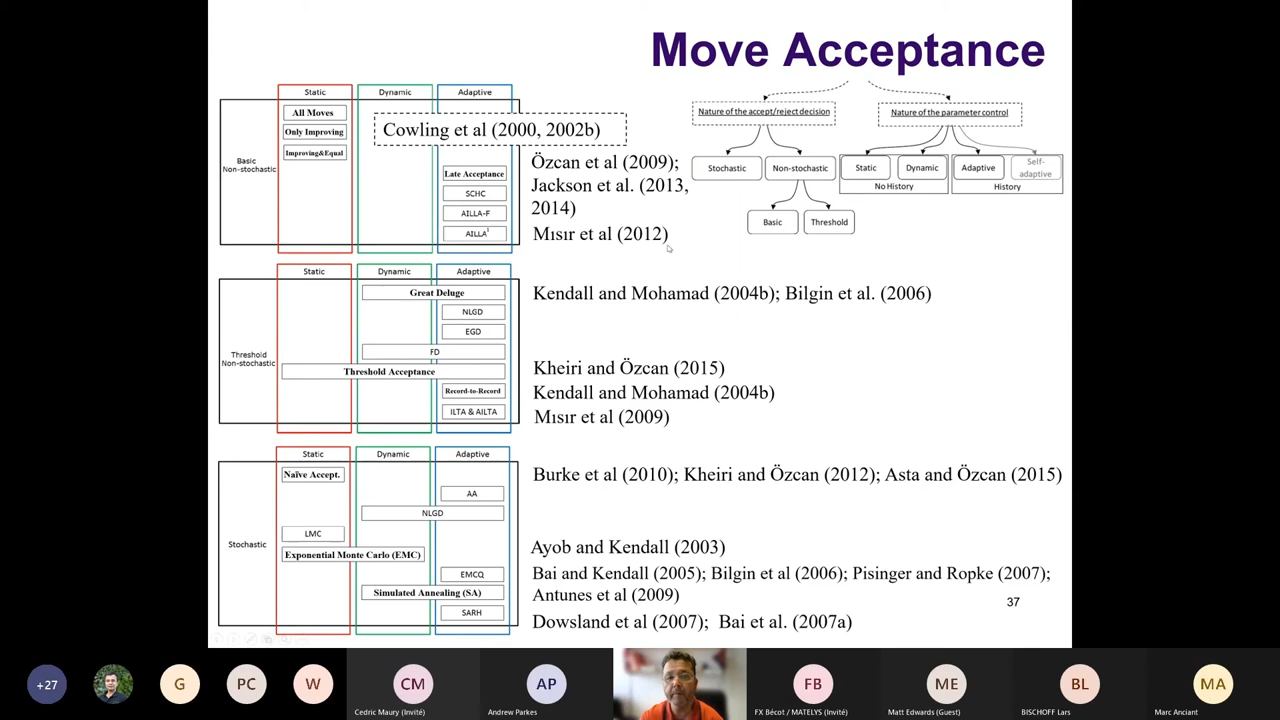 Move Acceptance
Static
Dynamic
Adaptive
Basic
Non-stochastic
All Moves
Only Improving
Improving&Equal
Cowling et al (2000, 2002b)
Late Acceptance
SCHC
AILLA-F
AILLA¹
Özcan et al (2009);
Jackson et al. (2013,
2014)
Mısır et al (2012)
Nature of the accept/reject decision
Nature of the parameter control
Stochastic
Non-stochastic
Static
Dynamic
Adaptive
Self-
adaptive
No History
History
Basic
Threshold
Static
Dynamic
Adaptive
Threshold
Non-stochastic
Great Deluge
NLGD
EGD
FD
Threshold Acceptance
Record-to-Record
ILTA & AILTA
Kendall and Mohamad (2004b); Bilgin et al. (2006)
Kheiri and Özcan (2015)
Kendall and Mohamad (2004b)
Mısır et al (2009)
Static
Dynamic
Adaptive
Stochastic
Naïve Accept.
AA
NLGD
LMC
Exponential Monte Carlo (EMC)
EMCQ
Simulated Annealing (SA)
SARH
Burke et al (2010); Kheiri and Özcan (2012); Asta and Özcan (2015)
Ayob and Kendall (2003)
Bai and Kendall (2005); Bilgin et al (2006); Pisinger and Ropke (2007);
Antunes et al (2009)
Dowsland et al (2007); Bai et al. (2007a)
37
+27
G
PC
W
CM
Cedric Maury (Invité)
AP
Andrew Parkes
FB
FX Bécot / MATELYS (Invité)
ME
Matt Edwards (Guest)
BL
BISCHOFF Lars
MA
Marc Anciant